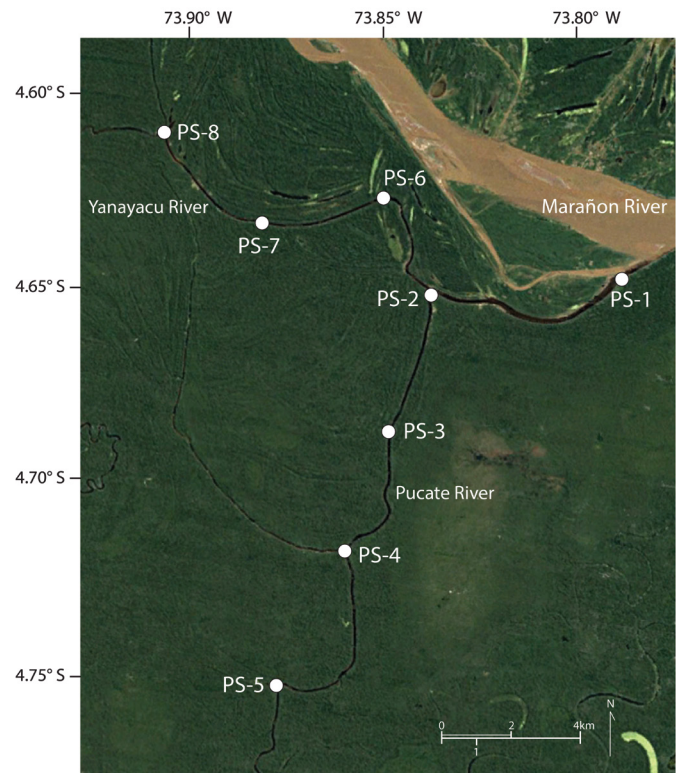 73.90° W
73.85° W
73.80° W
4.60° S
PS-8
PS-6
Yanayacu River
Marañon River
PS-7
4.65° S
PS-2
PS-1
PS-3
4.70° S
Pucate River
PS-4
4.75° S
PS-5
N
0 2 4km
1